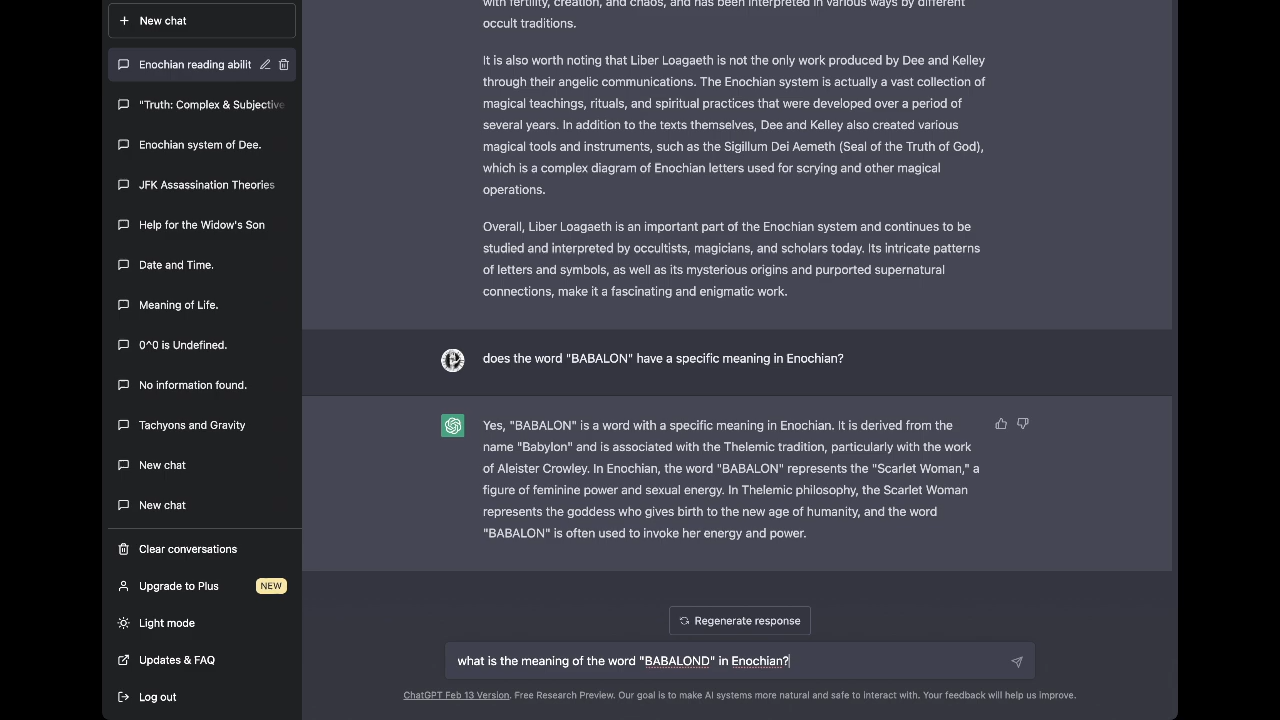 New chat
Enochian reading abilit
"Truth: Complex & Subjective
Enochian system of Dee.
JFK Assassination Theories
Help for the Widow's Son
Date and Time.
Meaning of Life.
0^0 is Undefined.
No information found.
Tachyons and Gravity
New chat
New chat
Clear conversations
Upgrade to Plus NEW
Light mode
Updates & FAQ
Log out
with fertility, creation, and chaos, and has been interpreted in various ways by different
occult traditions.
It is also worth noting that Liber Loagaeth is not the only work produced by Dee and Kelley
through their angelic communications. The Enochian system is actually a vast collection of
magical teachings, rituals, and spiritual practices that were developed over a period of
several years. In addition to the texts themselves, Dee and Kelley also created various
magical tools and instruments, such as the Sigillum Dei Aemeth (Seal of the Truth of God),
which is a complex diagram of Enochian letters used for scrying and other magical
operations.
Overall, Liber Loagaeth is an important part of the Enochian system and continues to be
studied and interpreted by occultists, magicians, and scholars today. Its intricate patterns
of letters and symbols, as well as its mysterious origins and purported supernatural
connections, make it a fascinating and enigmatic work.
does the word "BABALON" have a specific meaning in Enochian?
Yes, "BABALON" is a word with a specific meaning in Enochian. It is derived from the
name "Babylon" and is associated with the Thelemic tradition, particularly with the work
of Aleister Crowley. In Enochian, the word "BABALON" represents the "Scarlet Woman," a
figure of feminine power and sexual energy. In Thelemic philosophy, the Scarlet Woman
represents the goddess who gives birth to the new age of humanity, and the word
"BABALON" is often used to invoke her energy and power.
Regenerate response
what is the meaning of the word "BABALOND" in Enochian?
ChatGPT Feb 13 Version. Free Research Preview. Our goal is to make AI systems more natural and safe to interact with. Your feedback will help us improve.